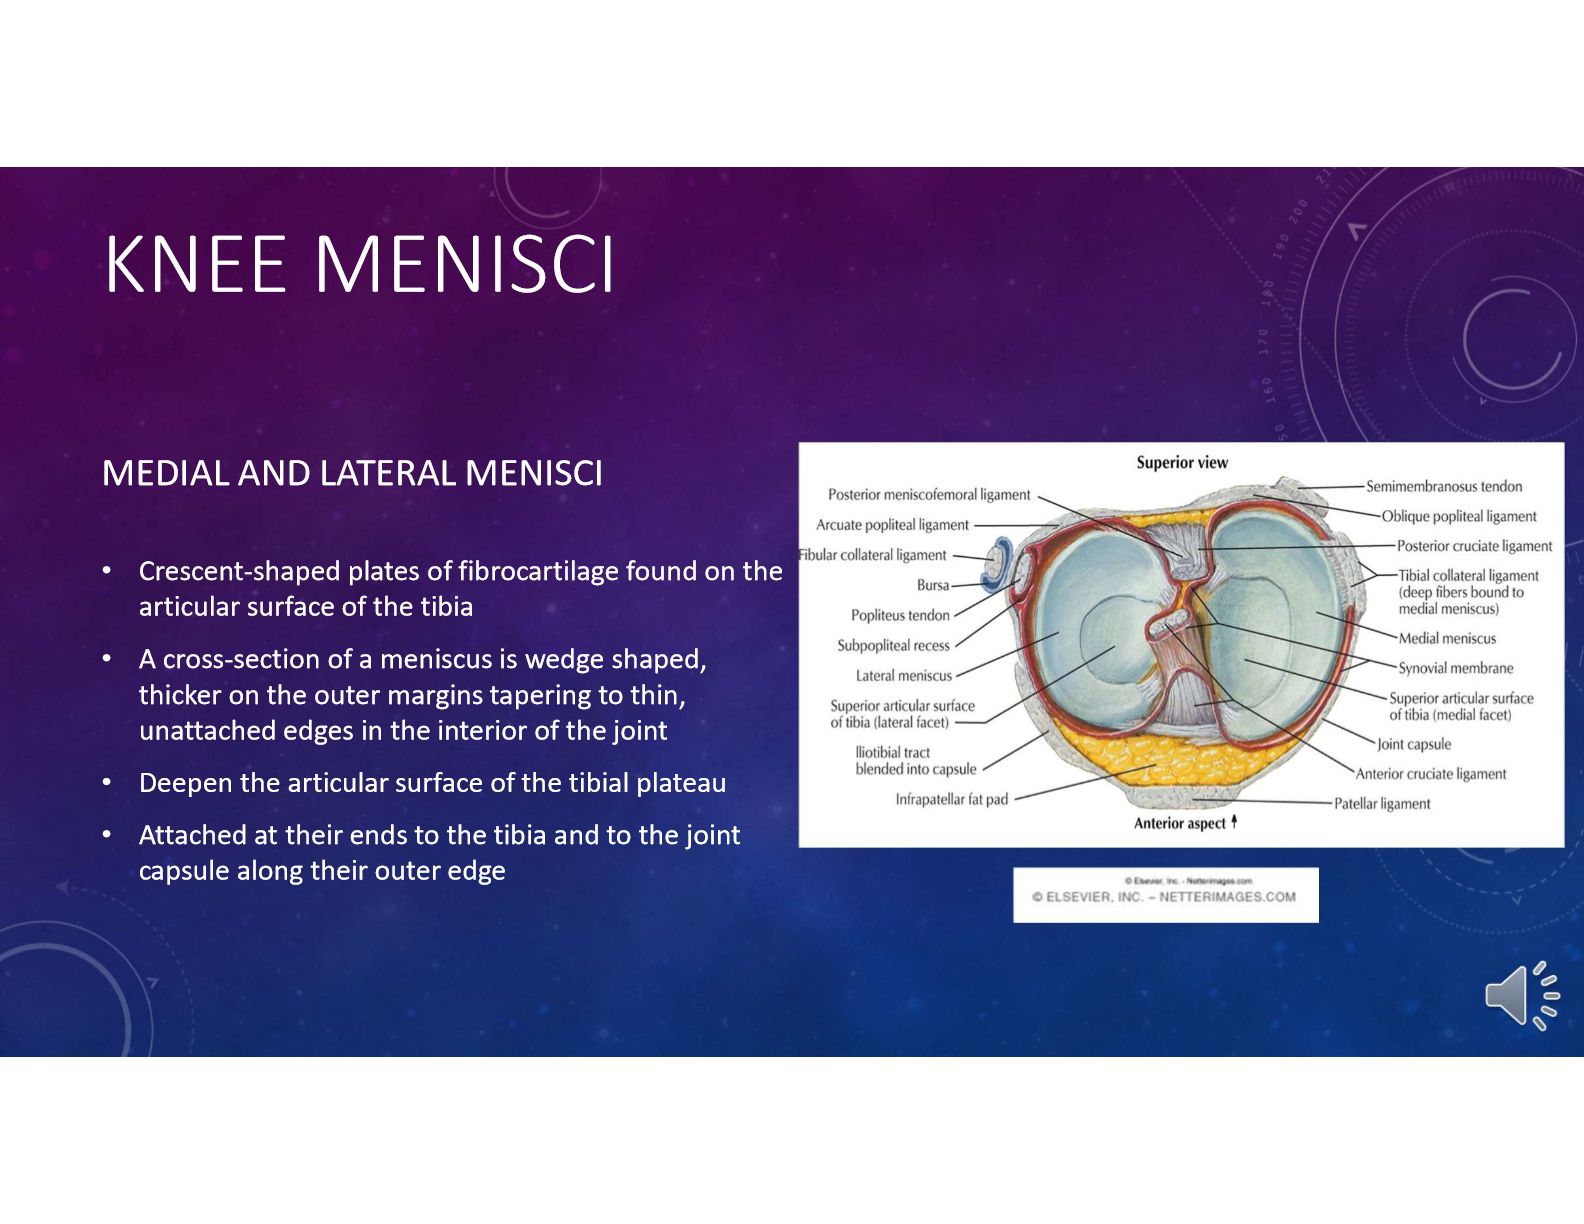 KNEE MENISCI
MEDIAL AND LATERAL MENISCI
• Crescent-shaped plates of fibrocartilage found on the
articular surface of the tibia
• A cross-section of a meniscus is wedge shaped,
thicker on the outer margins tapering to thin,
unattached edges in the interior of the joint
• Deepen the articular surface of the tibial plateau
• Attached at their ends to the tibia and to the joint
capsule along their outer edge
Superior view
Posterior meniscofemoral ligament
Arcuate popliteal ligament
Fibular collateral ligament
Bursa
Popliteus tendon
Subpopliteal recess
Lateral meniscus
Superior articular surface
of tibia (lateral facet)
Iliotibial tract
blended into capsule
Infrapatellar fat pad
Semimembranosus tendon
Oblique popliteal ligament
Posterior cruciate ligament
Tibial collateral ligament
(deep fibers bound to
medial meniscus)
Medial meniscus
Synovial membrane
Superior articular surface
of tibia (medial facet)
Joint capsule
Anterior cruciate ligament
Patellar ligament
Anterior aspect
© Elsevier, Inc. - Netterimages.com
© ELSEVIER, INC. – NETTERIMAGES.COM
200
190
180
170
160